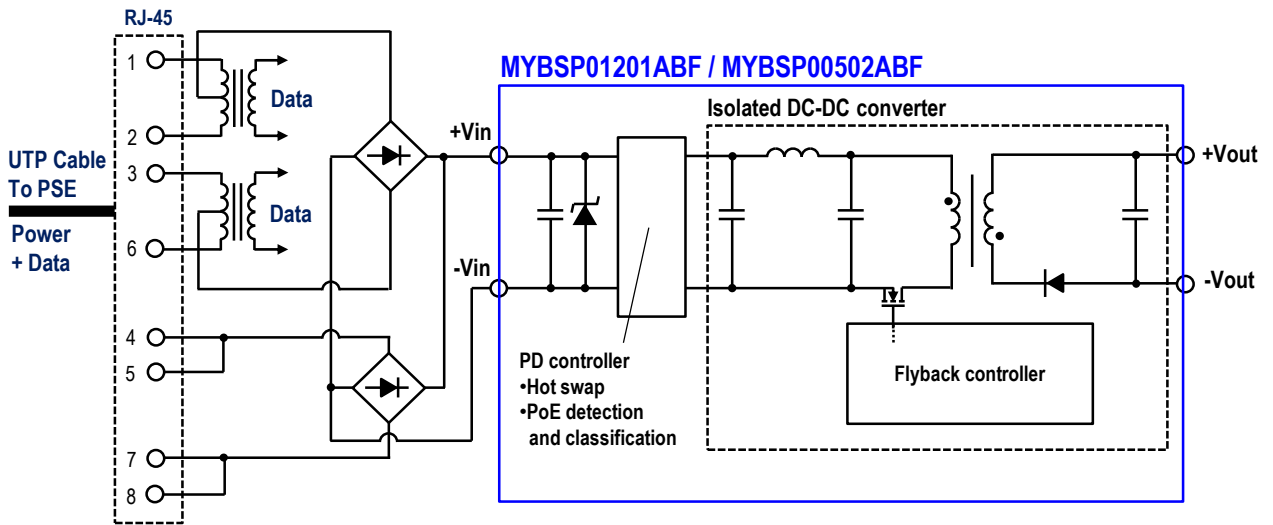 RJ-45
1
2
3
6
4
5
7
8
UTP Cable
To PSE
Power
+ Data
Data
Data
+Vin
-Vin
MYBSP01201ABF / MYBSP00502ABF
Isolated DC-DC converter
PD controller
•Hot swap
•PoE detection
and classification
Flyback controller
+Vout
-Vout